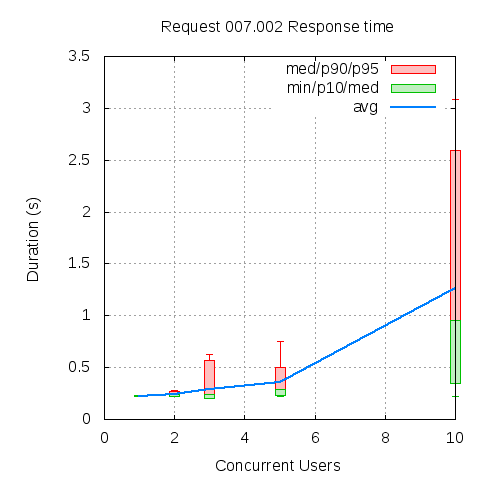 Request 007.002 Response time
3.5
3
2.5
2
1.5
1
0.5
0
med/p90/p95
min/p10/med
avg
Duration (s)
0 2 4 6 8 10
Concurrent Users